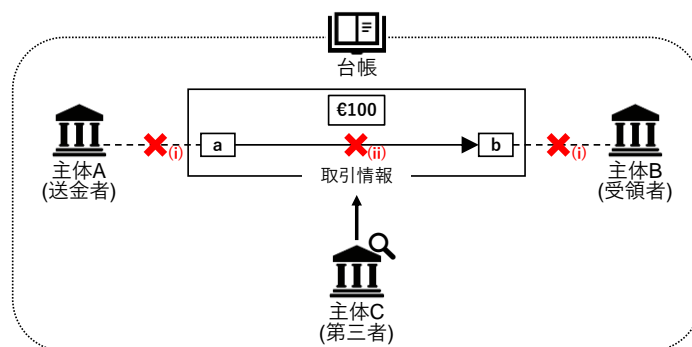 台帳
€100
a
b
(i)
(ii)
(i)
取引情報
主体A
(送金者)
主体B
(受領者)
主体C
(第三者)